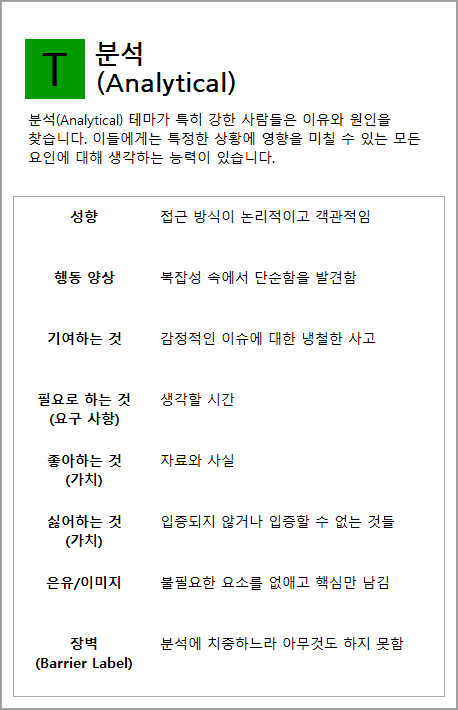 T
분석
(Analytical)
분석(Analytical) 테마가 특히 강한 사람들은 이유와 원인을
찾습니다. 이들에게는 특정한 상황에 영향을 미칠 수 있는 모든
요인에 대해 생각하는 능력이 있습니다.
성향 접근 방식이 논리적이고 객관적임
행동 양상 복잡성 속에서 단순함을 발견함
기여하는 것 감정적인 이슈에 대한 냉철한 사고
필요로 하는 것 생각할 시간
(요구 사항)
좋아하는 것 자료와 사실
(가치)
싫어하는 것 입증되지 않거나 입증할 수 없는 것들
(가치)
은유/이미지 불필요한 요소를 없애고 핵심만 남김
장벽 분석에 치중하느라 아무것도 하지 못함
(Barrier Label)